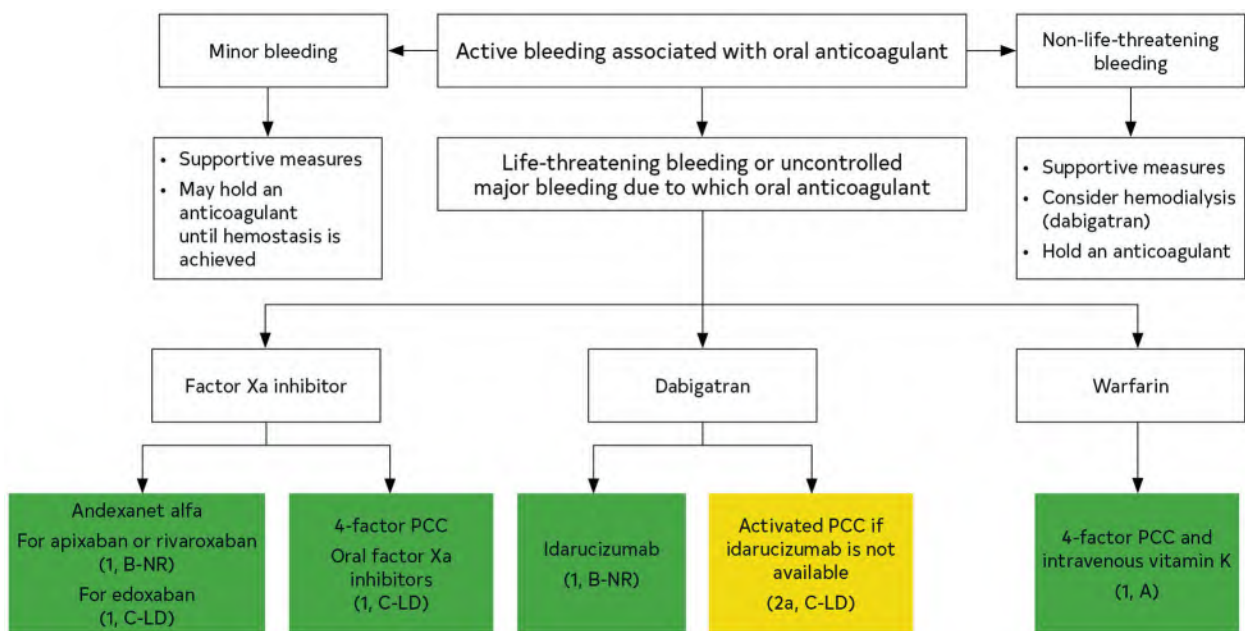 Minor bleeding
Active bleeding associated with oral anticoagulant
Non-life-threatening
bleeding
• Supportive measures
• May hold an
anticoagulant
until hemostasis is
achieved
Life-threatening bleeding or uncontrolled
major bleeding due to which oral anticoagulant
• Supportive measures
• Consider hemodialysis
(dabigatran)
• Hold an anticoagulant
Factor Xa inhibitor
Dabigatran
Warfarin
Andexanet alfa
For apixaban or rivaroxaban
(1, B-NR)
For edoxaban
(1, C-LD)
4-factor PCC
Oral factor Xa
inhibitors
(1, C-LD)
Idarucizumab
(1, B-NR)
Activated PCC if
idarucizumab is not
available
(2a, C-LD)
4-factor PCC and
intravenous vitamin K
(1, A)